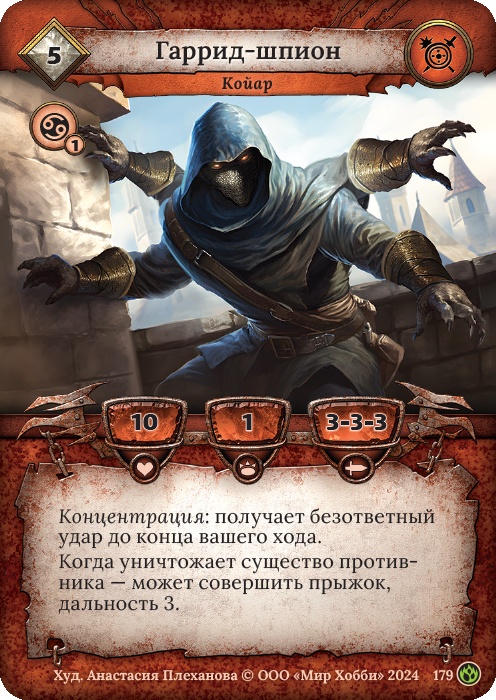 5
Гаррид-шпион
Койар
1
10
1
3-3-3
Концентрация: получает безответный
удар до конца вашего хода.
Когда уничтожает существо против-
ника — может совершить прыжок,
дальность 3.
Худ. Анастасия Плеханова © ООО «Мир Хобби» 2024 179